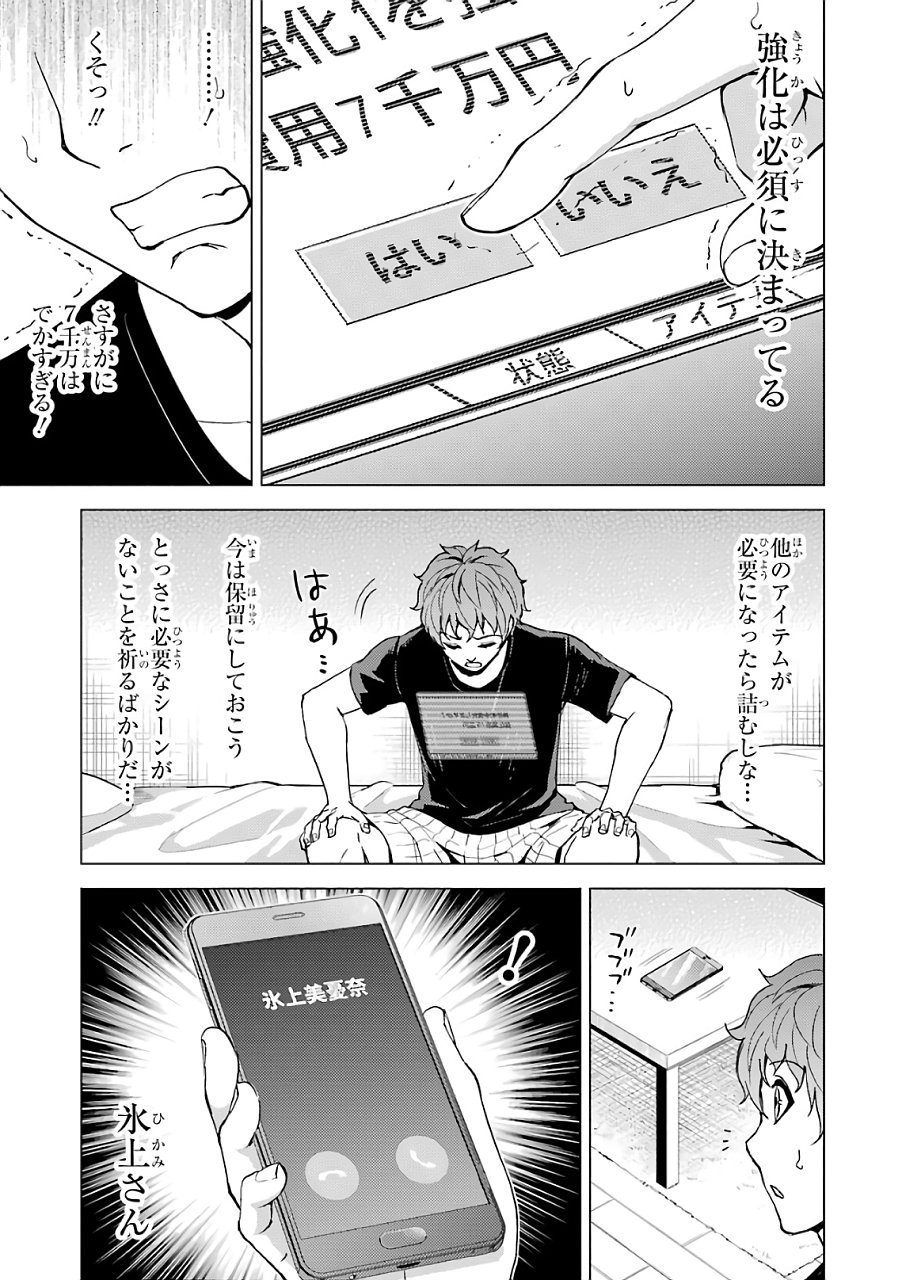 強化は必須に決まってる
強化1を強
費用7千万円
はい
いいえ
状態
アイテ
………！
くそっ!!
さすがに
7千万は
でかすぎる！
他のアイテムが
必要になったら詰むしな…
はぁ…
今は保留にしておこう
とっさに必要なシーンが
ないことを祈るばかりだ…
ブブブ…
！
氷上美憂奈
氷上さん